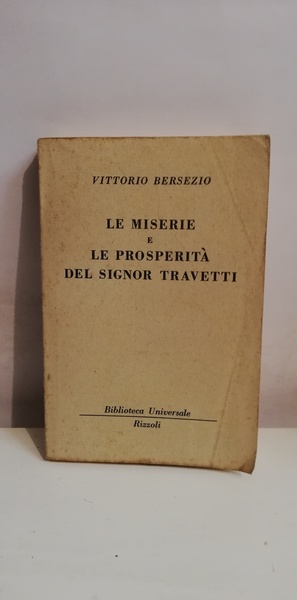 VITTORIO BERSEZIO
LE MISERIE
E
LE PROSPERITÀ
DEL SIGNOR TRAVETTI
Biblioteca Universale
Rizzoli